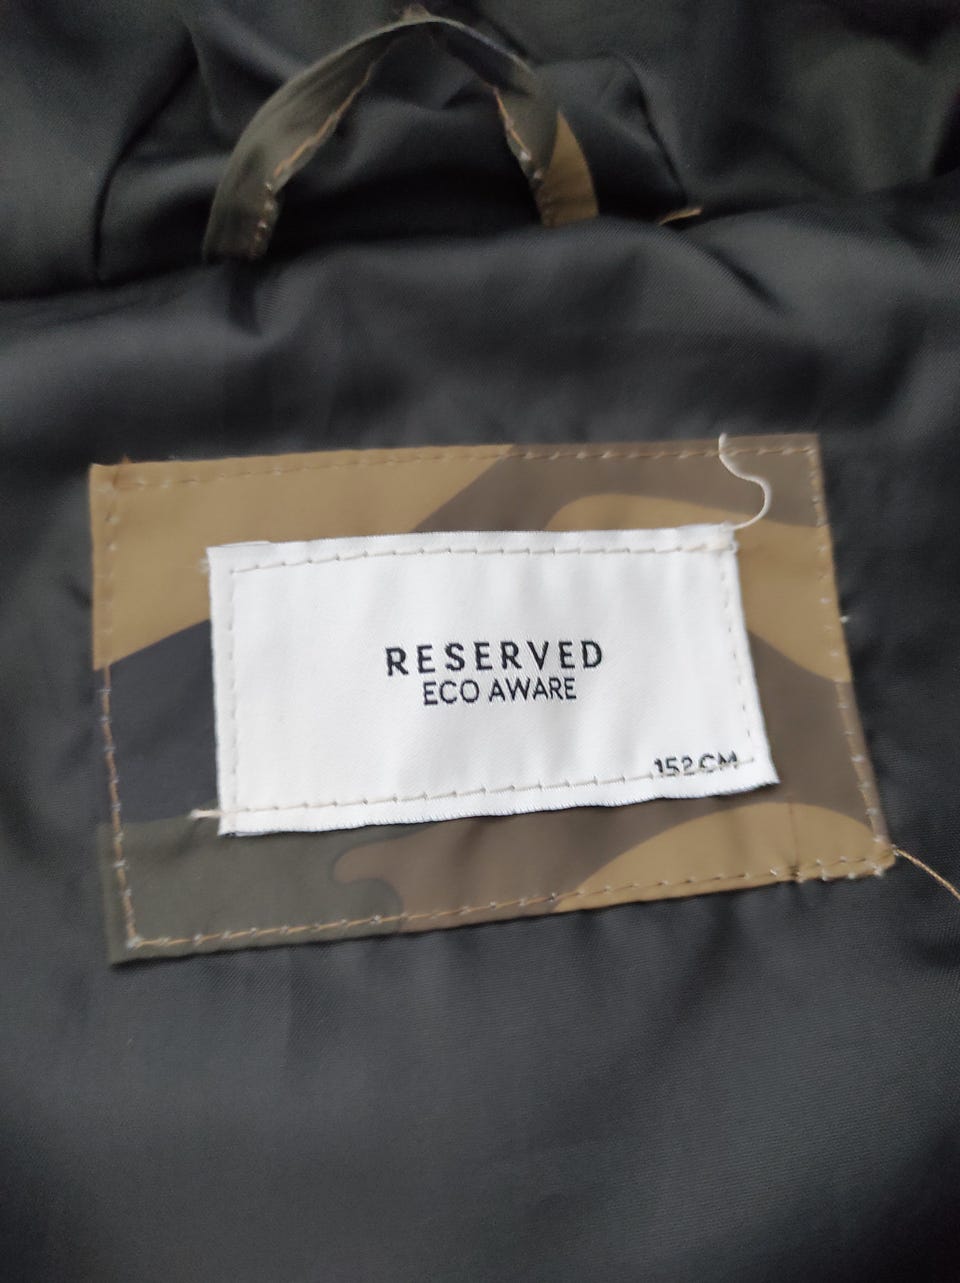 RESERVED
ECO AWARE
152 CM